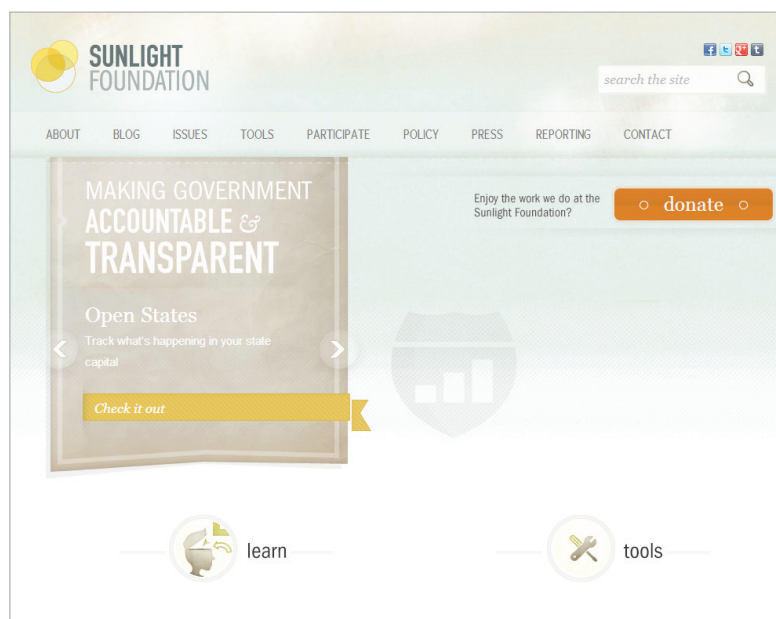 SUNLIGHT
FOUNDATION
search the site
ABOUT BLOG ISSUES TOOLS PARTICIPATE POLICY PRESS REPORTING CONTACT
MAKING GOVERNMENT
ACCOUNTABLE &
TRANSPARENT
Enjoy the work we do at the
Sunlight Foundation?
donate
Open States
Track what's happening in your state
capital
Check it out
learn
tools